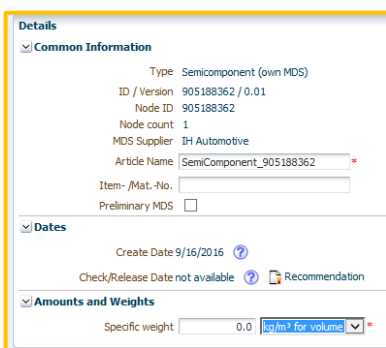 Details
Common Information
Type Semicomponent (own MDS)
ID / Version 905188362 / 0.01
Node ID 905188362
Node count 1
MDS Supplier IH Automotive
Article Name SemiComponent_905188362 *
Item- /Mat.-No.
Preliminary MDS
Dates
Create Date 9/16/2016 ?
Check/Release Date not available ? Recommendation
Amounts and Weights
Specific weight 0.0 kg/m³ for volume *